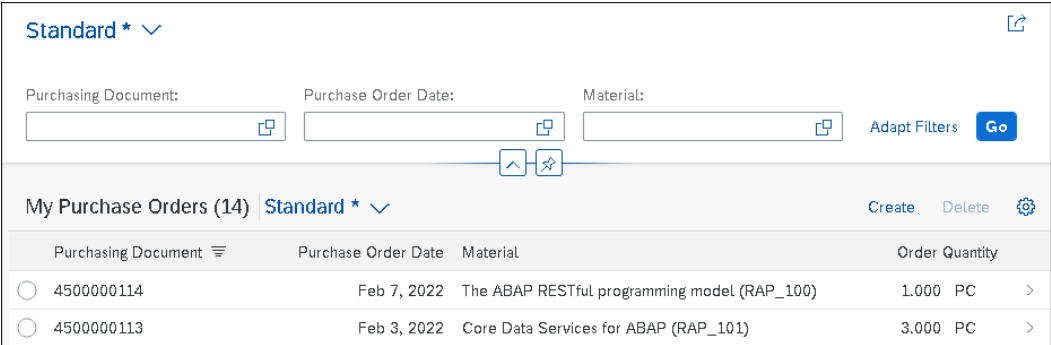 Standard *
Purchasing Document: Purchase Order Date: Material:
Adapt Filters Go
My Purchase Orders (14) Standard * Create Delete
Purchasing Document Purchase Order Date Material Order Quantity
4500000114 Feb 7, 2022 The ABAP RESTful programming model (RAP_100) 1.000 PC
4500000113 Feb 3, 2022 Core Data Services for ABAP (RAP_101) 3.000 PC